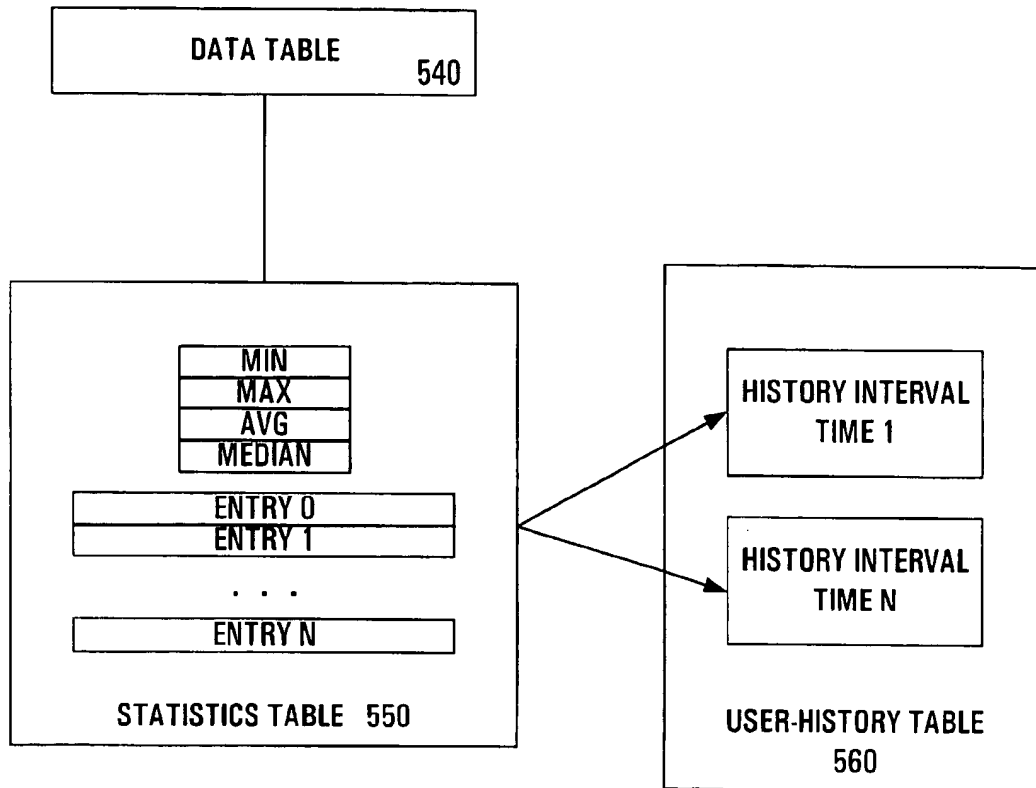 DATA TABLE
540
MIN
MAX
AVG
MEDIAN
ENTRY 0
ENTRY 1
. . .
ENTRY N
STATISTICS TABLE 550
HISTORY INTERVAL
TIME 1
HISTORY INTERVAL
TIME N
USER-HISTORY TABLE
560